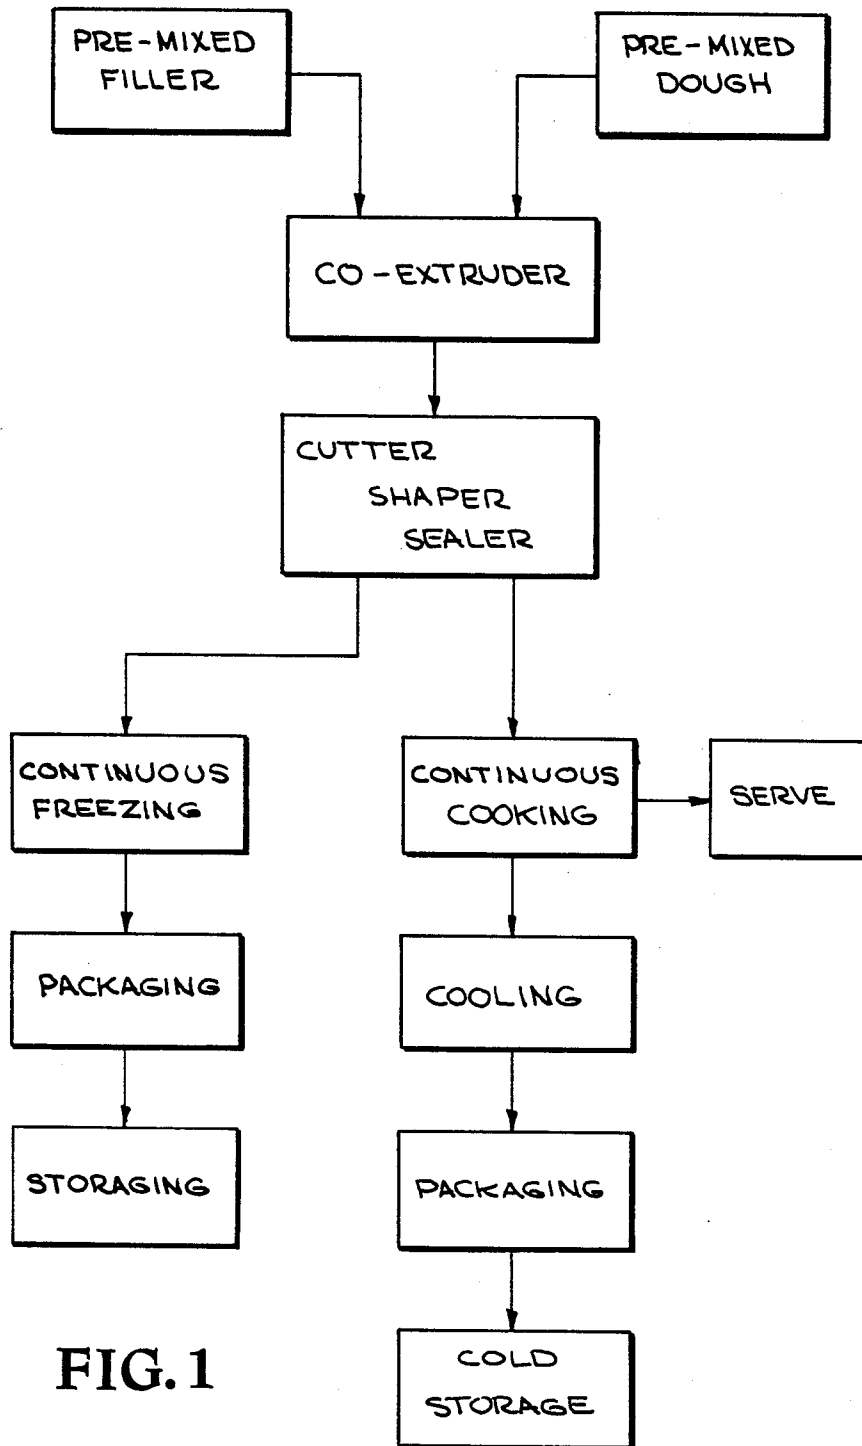 PRE-MIXED
FILLER
PRE-MIXED
DOUGH
CO-EXTRUDER
CUTTER
SHAPER
SEALER
CONTINUOUS
FREEZING
CONTINUOUS
COOKING
SERVE
PACKAGING
COOLING
STORAGING
PACKAGING
COLD
STORAGE
FIG. 1